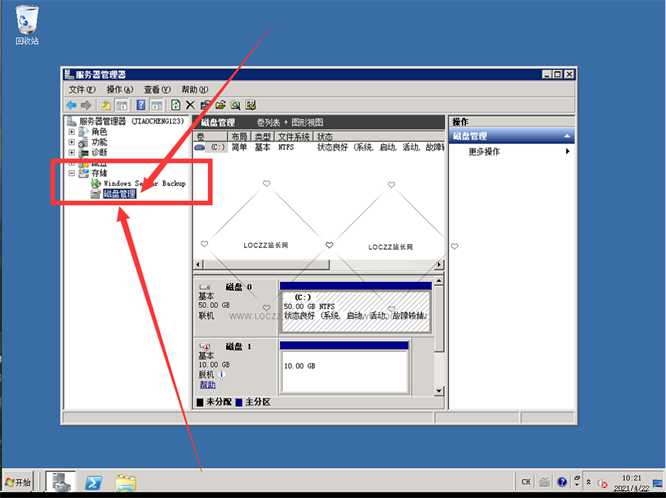 回收站
服务器管理器
文件(F) 操作(A) 查看(V) 帮助(H)
服务器管理器 (JIAOCHENG123)
角色
功能
诊断
存储
Windows Server Backup
磁盘管理
磁盘管理 卷列表 + 图形视图
卷 布局 类型 文件系统 状态
(C:) 简单 基本 NTFS 状态良好 (系统, 启动, 活动, 故障转
LOCZZ站长网 LOCZZ站长网
磁盘 0
基本
50.00 GB
联机
(C:)
50.00 GB NTFS
状态良好 (系统, 启动, 活动, 故障转储,
WWW.LOCZZ
磁盘 1
基本
10.00 GB
脱机
帮助
10.00 GB
未分配 主分区
操作
磁盘管理
更多操作
开始
CH
10:21
2021/4/22